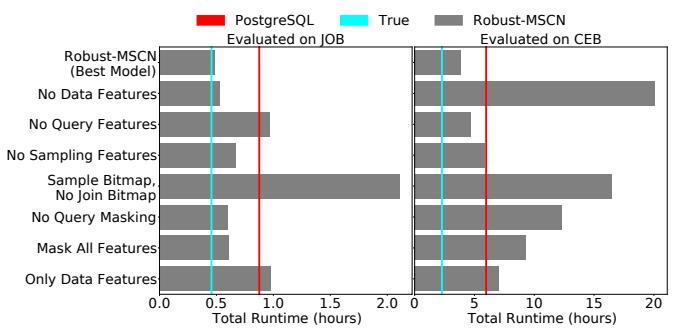 PostgreSQL True Robust-MSCN
Evaluated on JOB Evaluated on CEB
Robust-MSCN
(Best Model)
No Data Features
No Query Features
No Sampling Features
Sample Bitmap,
No Join Bitmap
No Query Masking
Mask All Features
Only Data Features
0.0 0.5 1.0 1.5 2.0 0 5 10 15 20
Total Runtime (hours) Total Runtime (hours)